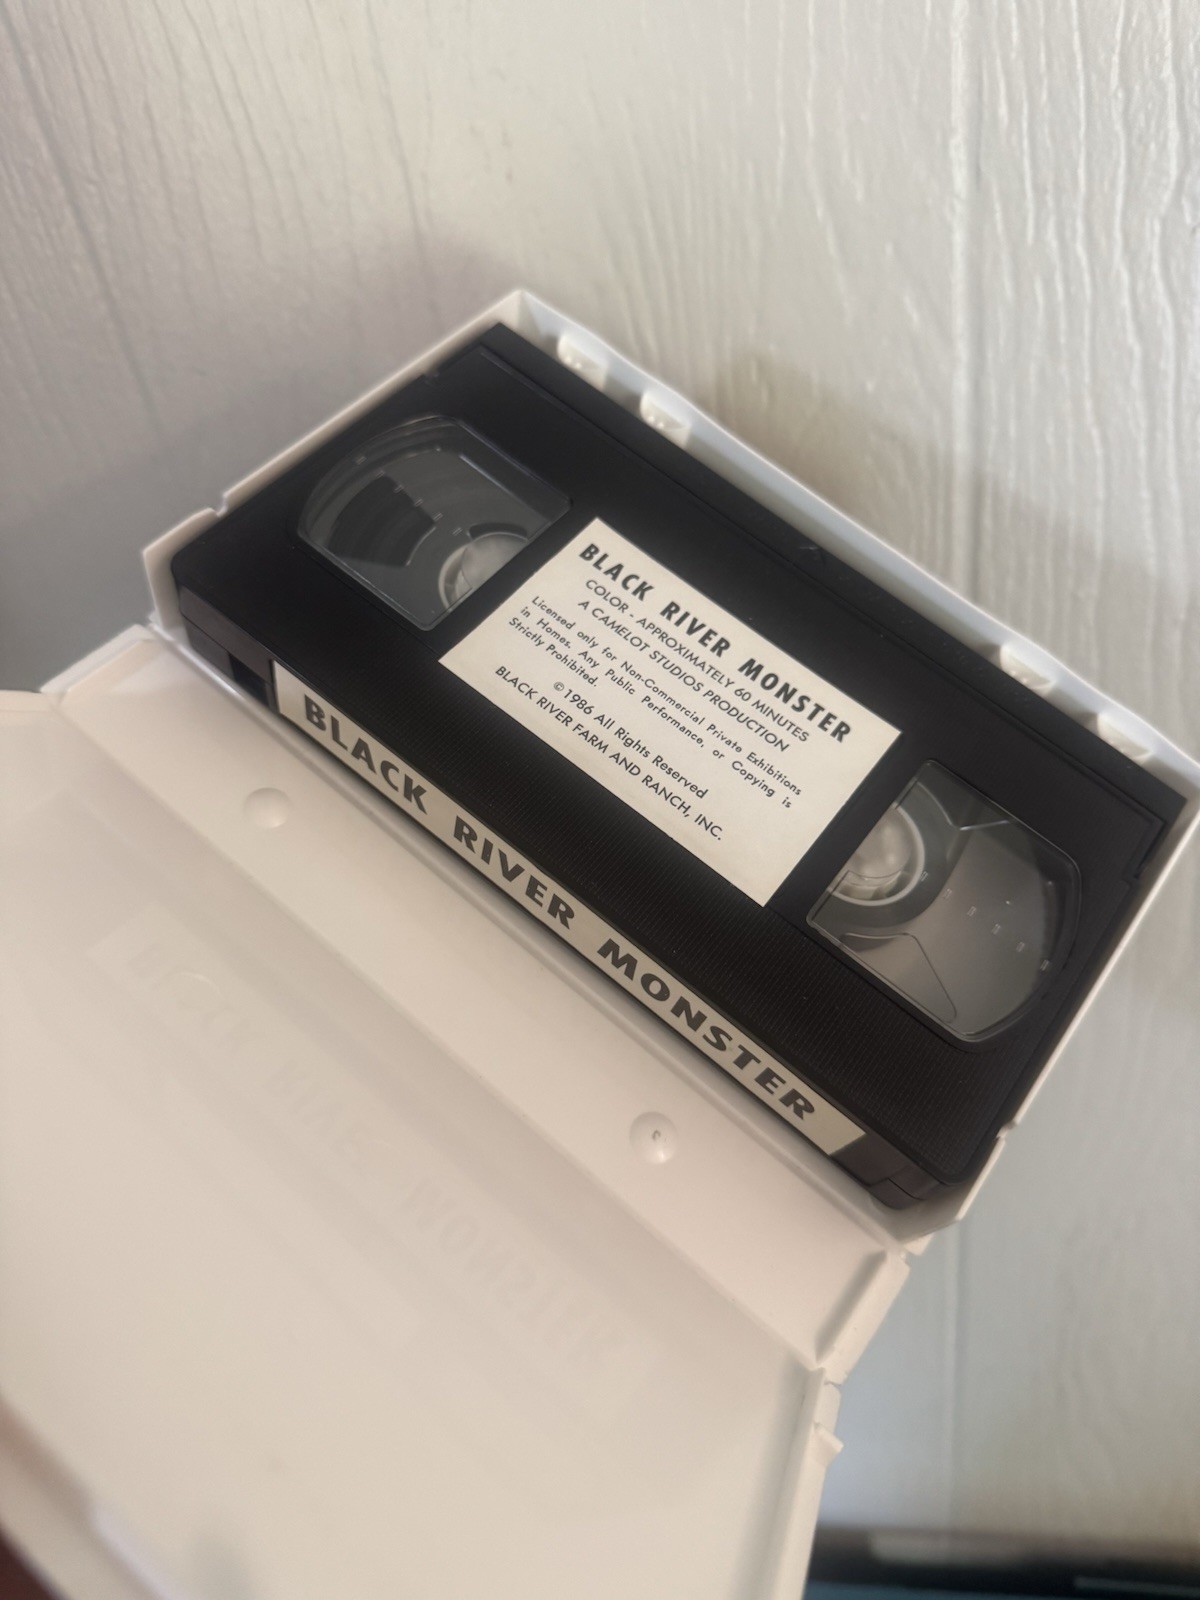 BLACK RIVER MONSTER
COLOR - APPROXIMATELY 60 MINUTES
A CAMELOT STUDIOS PRODUCTION
Licensed only for Non-Commercial Private Exhibitions
in Homes. Any Public Performance, or Copying is
Strictly Prohibited.
©1986 All Rights Reserved
BLACK RIVER FARM AND RANCH, INC.
BLACK RIVER MONSTER